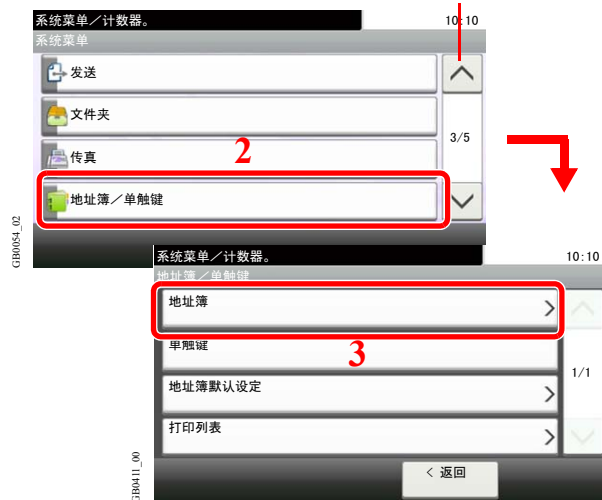 系统菜单／计数器。 10:10
系统菜单
发送
文件夹
传真
地址簿／单触键
3/5
2
GB0054_02
系统菜单／计数器。 10:10
地址簿／单触键
地址簿
单触键
地址簿默认设定
打印列表
1/1
3
< 返回
GB0411_00